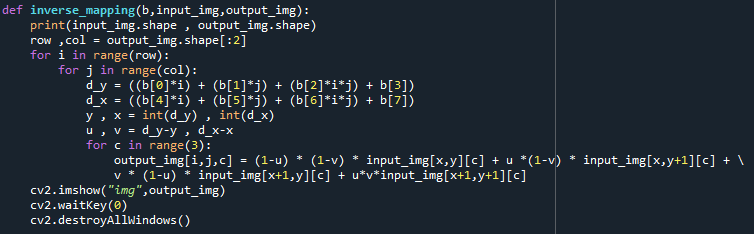 def inverse_mapping(b,input_img,output_img):
    print(input_img.shape , output_img.shape)
    row ,col = output_img.shape[:2]
    for i in range(row):
        for j in range(col):
            d_y = ((b[0]*i) + (b[1]*j) + (b[2]*i*j) + b[3])
            d_x = ((b[4]*i) + (b[5]*j) + (b[6]*i*j) + b[7])
            y , x = int(d_y) , int(d_x)
            u , v = d_y-y , d_x-x
            for c in range(3):
                output_img[i,j,c] = (1-u) * (1-v) * input_img[x,y][c] + u *(1-v) * input_img[x,y+1][c] + \
                v * (1-u) * input_img[x+1,y][c] + u*v*input_img[x+1,y+1][c]
    cv2.imshow("img",output_img)
    cv2.waitKey(0)
    cv2.destroyAllWindows()